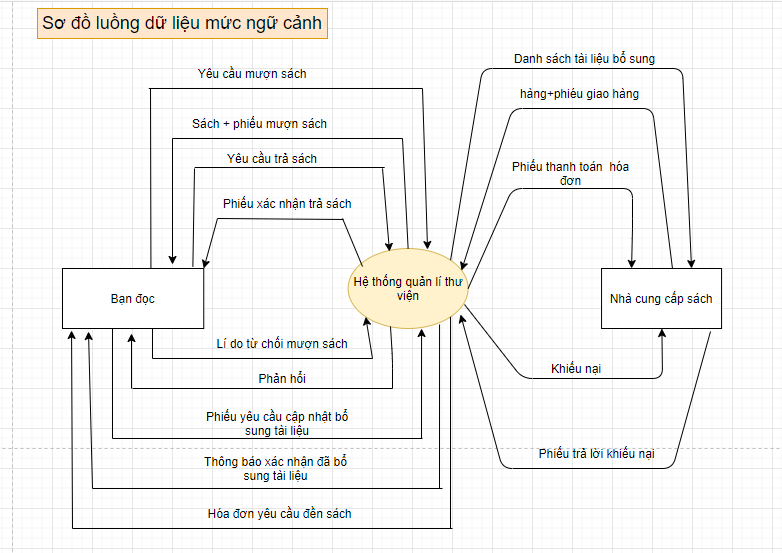 Sơ đồ luồng dữ liệu mức ngữ cảnh
Yêu cầu mượn sách
Danh sách tài liệu bổ sung
hàng+phiếu giao hàng
Sách + phiếu mượn sách
Yêu cầu trả sách
Phiếu thanh toán hóa
đơn
Phiếu xác nhận trả sách
Bạn đọc
Hệ thống quản lí thư
viện
Nhà cung cấp sách
Lí do từ chối mượn sách
Phản hổi
Khiếu nại
Phiếu yêu cầu cập nhật bổ
sung tài liệu
Thông báo xác nhận đã bổ
sung tài liệu
Phiếu trả lời khiếu nại
Hóa đơn yêu cầu đền sách